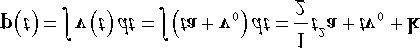 𝐩(t) = ∫ 𝐯(t) dt = ∫ (t𝐚 + 𝐯⁰) dt = 1/2 t²𝐚 + t𝐯⁰ + 𝐤